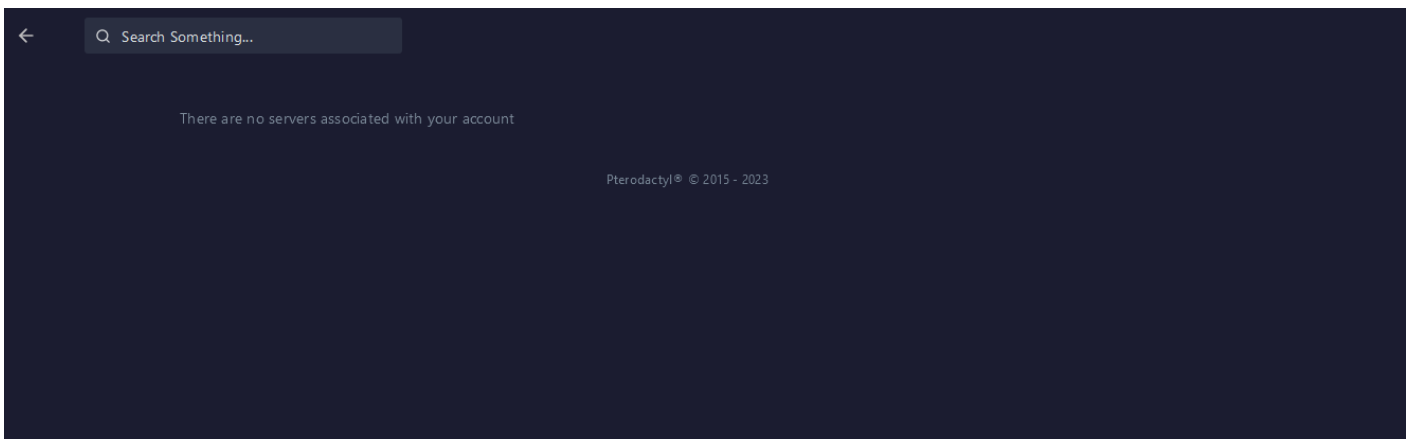 Search Something...
There are no servers associated with your account
Pterodactyl® © 2015 - 2023